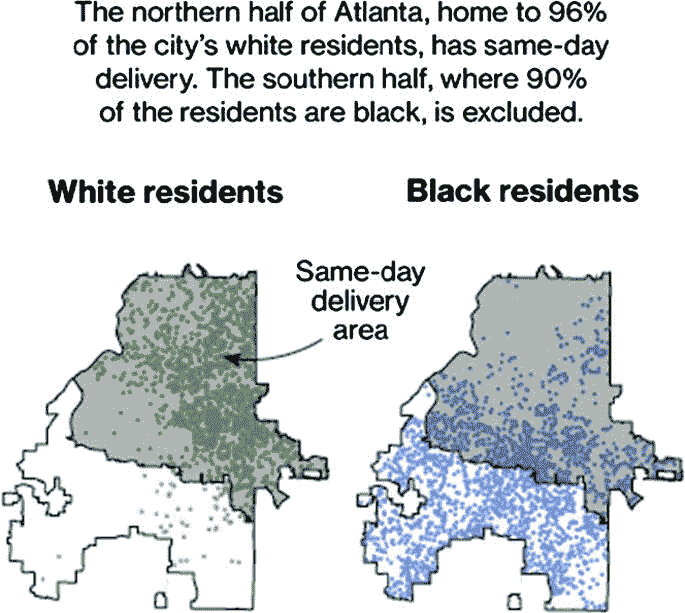 The northern half of Atlanta, home to 96%
of the city's white residents, has same-day
delivery. The southern half, where 90%
of the residents are black, is excluded.
White residents
Black residents
Same-day
delivery
area